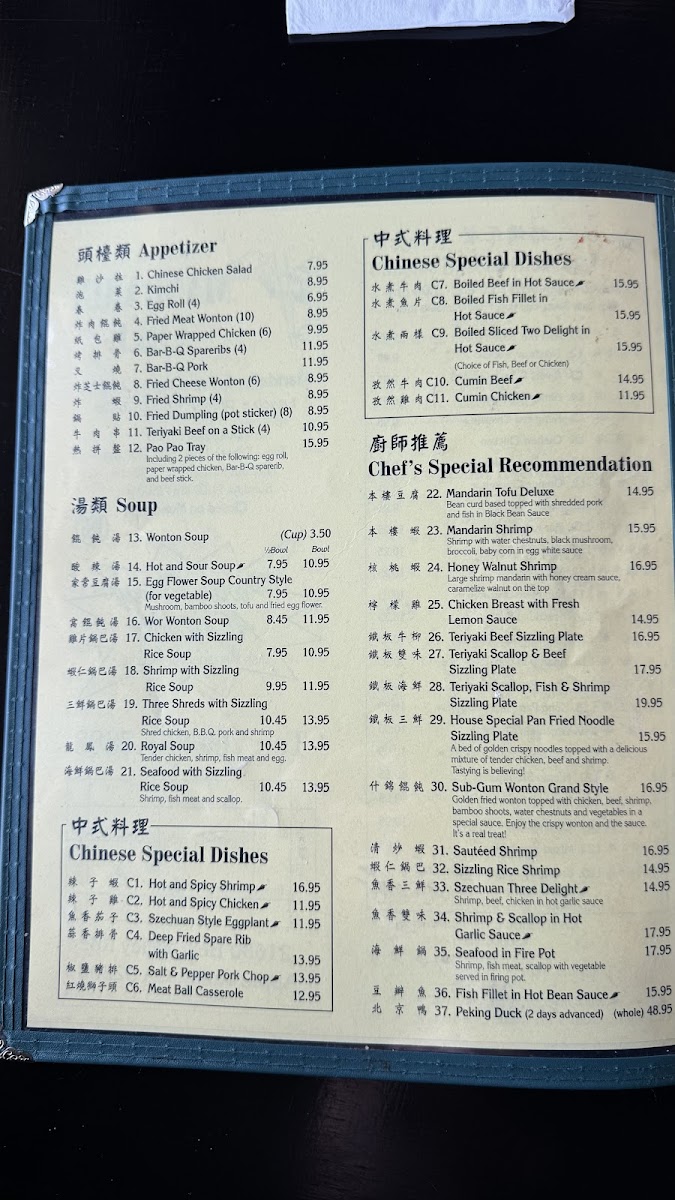 頭檯類 Appetizer
雞沙拉 1. Chinese Chicken Salad 7.95
泡菜 2. Kimchi 8.95
春卷 3. Egg Roll (4) 6.95
炸肉餛飩 4. Fried Meat Wonton (10) 8.95
紙包雞 5. Paper Wrapped Chicken (6) 9.95
烤排骨 6. Bar-B-Q Spareribs (4) 11.95
叉燒 7. Bar-B-Q Pork 11.95
炸芝士餛飩 8. Fried Cheese Wonton (6) 8.95
炸蝦 9. Fried Shrimp (4) 8.95
鍋貼 10. Fried Dumpling (pot sticker) (8) 8.95
牛肉串 11. Teriyaki Beef on a Stick (4) 10.95
熱拼盤 12. Pao Pao Tray 15.95
Including 2 pieces of the following: egg roll,
paper wrapped chicken, Bar-B-Q sparerib,
and beef stick.
湯類 Soup
餛飩湯 13. Wonton Soup (Cup) 3.50
½Bowl Bowl
酸辣湯 14. Hot and Sour Soup 7.95 10.95
家常豆腐湯 15. Egg Flower Soup Country Style
(for vegetable) 7.95 10.95
Mushroom, bamboo shoots, tofu and fried egg flower.
窩餛飩湯 16. Wor Wonton Soup 8.45 11.95
雞片鍋巴湯 17. Chicken with Sizzling
Rice Soup 7.95 10.95
蝦仁鍋巴湯 18. Shrimp with Sizzling
Rice Soup 9.95 11.95
三鮮鍋巴湯 19. Three Shreds with Sizzling
Rice Soup 10.45 13.95
Shred chicken, B.B.Q. pork and shrimp
龍鳳湯 20. Royal Soup 10.45 13.95
Tender chicken, shrimp, fish meat and egg.
海鮮鍋巴湯 21. Seafood with Sizzling
Rice Soup 10.45 13.95
Shrimp, fish meat and scallop.
中式料理
Chinese Special Dishes
辣子蝦 C1. Hot and Spicy Shrimp 16.95
辣子雞 C2. Hot and Spicy Chicken 11.95
魚香茄子 C3. Szechuan Style Eggplant 11.95
蒜香排骨 C4. Deep Fried Spare Rib
with Garlic 13.95
椒鹽豬排 C5. Salt & Pepper Pork Chop 13.95
紅燒獅子頭 C6. Meat Ball Casserole 12.95
中式料理
Chinese Special Dishes
水煮牛肉 C7. Boiled Beef in Hot Sauce 15.95
水煮魚片 C8. Boiled Fish Fillet in
Hot Sauce 15.95
水煮兩樣 C9. Boiled Sliced Two Delight in
Hot Sauce 15.95
(Choice of Fish, Beef or Chicken)
孜然牛肉 C10. Cumin Beef 14.95
孜然雞肉 C11. Cumin Chicken 11.95
廚師推薦
Chef's Special Recommendation
本樓豆腐 22. Mandarin Tofu Deluxe 14.95
Bean curd based topped with shredded pork
and fish in Black Bean Sauce
本樓蝦 23. Mandarin Shrimp 15.95
Shrimp with water chestnuts, black mushroom,
broccoli, baby corn in egg white sauce
核桃蝦 24. Honey Walnut Shrimp 16.95
Large shrimp mandarin with honey cream sauce,
caramelize walnut on the top
檸檬雞 25. Chicken Breast with Fresh
Lemon Sauce 14.95
鐵板牛柳 26. Teriyaki Beef Sizzling Plate 16.95
鐵板雙味 27. Teriyaki Scallop & Beef
Sizzling Plate 17.95
鐵板海鮮 28. Teriyaki Scallop, Fish & Shrimp
Sizzling Plate 19.95
鐵板三鮮 29. House Special Pan Fried Noodle
Sizzling Plate 15.95
A bed of golden crispy noodles topped with a delicious
mixture of tender chicken, beef and shrimp.
Tastying is believing!
什錦餛飩 30. Sub-Gum Wonton Grand Style 16.95
Golden fried wonton topped with chicken, beef, shrimp,
bamboo shoots, water chestnuts and vegetables in a
special sauce. Enjoy the crispy wonton and the sauce.
It's a real treat!
清炒蝦 31. Sautéed Shrimp 16.95
蝦仁鍋巴 32. Sizzling Rice Shrimp 14.95
魚香三鮮 33. Szechuan Three Delight 14.95
Shrimp, beef, chicken in hot garlic sauce
魚香雙味 34. Shrimp & Scallop in Hot
Garlic Sauce 17.95
海鮮鍋 35. Seafood in Fire Pot 17.95
Shrimp, fish meat, scallop with vegetable
served in firing pot.
豆瓣魚 36. Fish Fillet in Hot Bean Sauce 15.95
北京鴨 37. Peking Duck (2 days advanced) (whole) 48.95